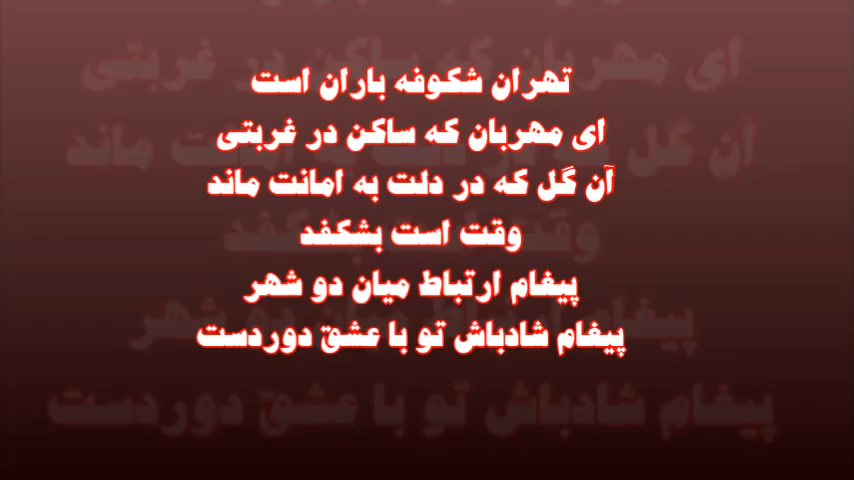 تهران شکوفه باران است
ای مهربان که ساکن در غربتی
آن گل که در دلت به امانت ماند
وقت است بشکفد
پیغام ارتباط میان دو شهر
پیغام شادباش تو با عشق دوردست